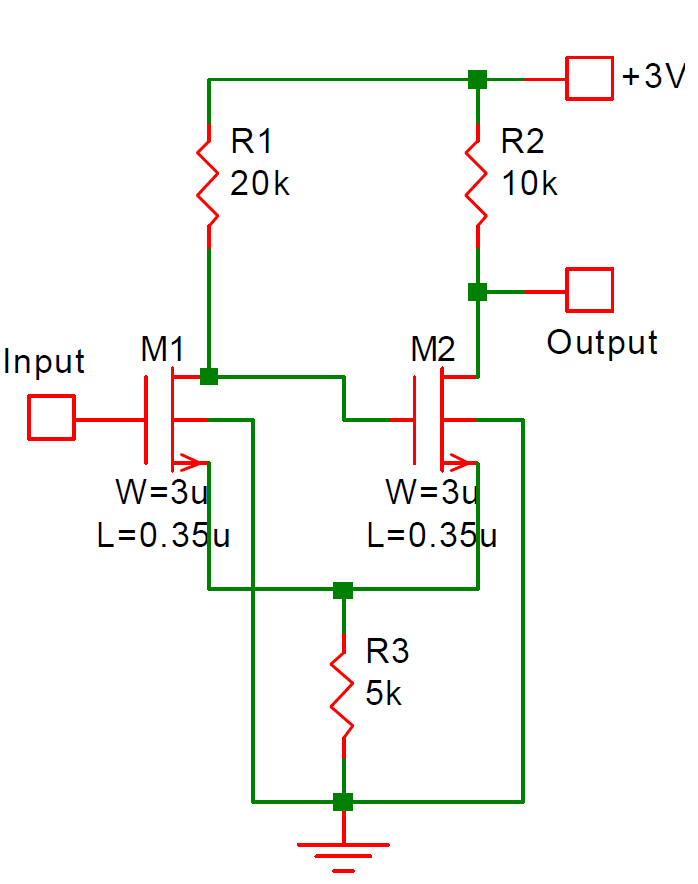 +3V
R1
20k
R2
10k
M1
M2
Input
Output
W=3u
L=0.35u
W=3u
L=0.35u
R3
5k